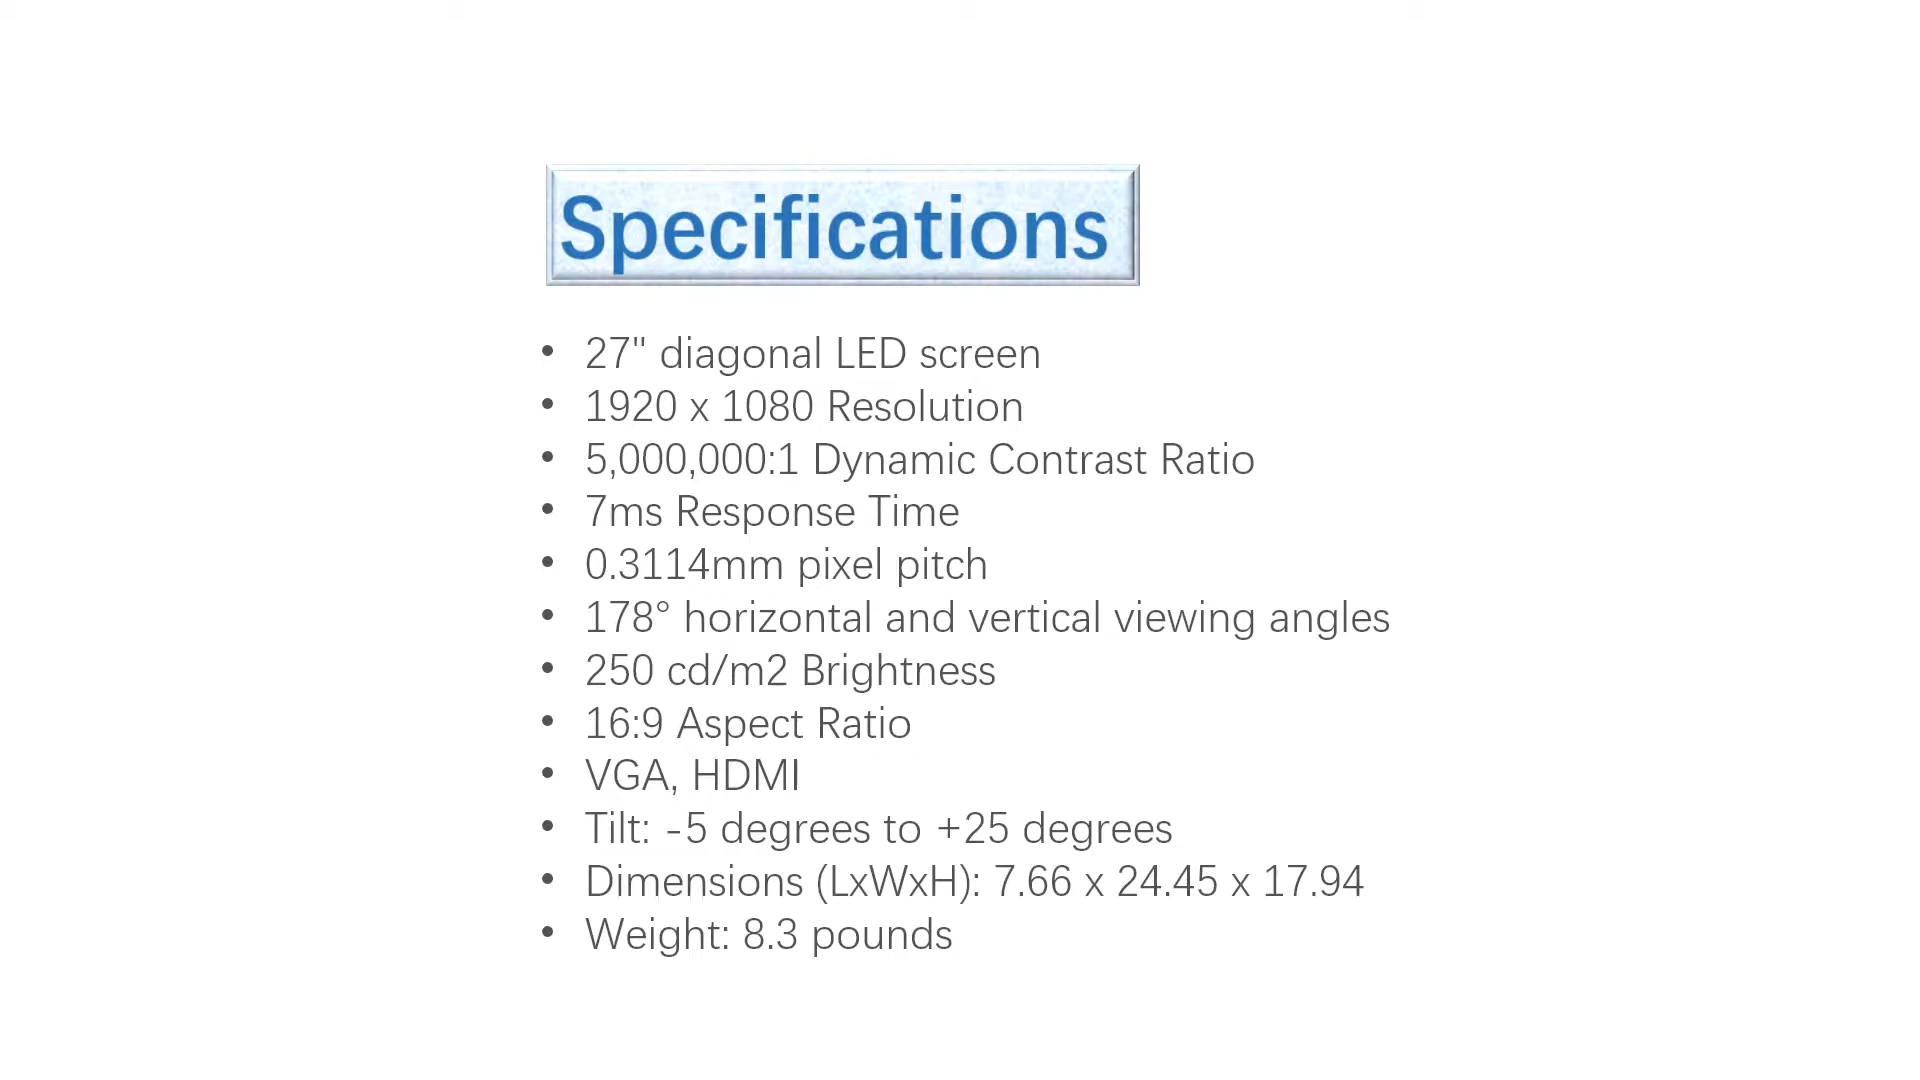 Specifications
• 27" diagonal LED screen
• 1920 x 1080 Resolution
• 5,000,000:1 Dynamic Contrast Ratio
• 7ms Response Time
• 0.3114mm pixel pitch
• 178° horizontal and vertical viewing angles
• 250 cd/m2 Brightness
• 16:9 Aspect Ratio
• VGA, HDMI
• Tilt: -5 degrees to +25 degrees
• Dimensions (LxWxH): 7.66 x 24.45 x 17.94
• Weight: 8.3 pounds